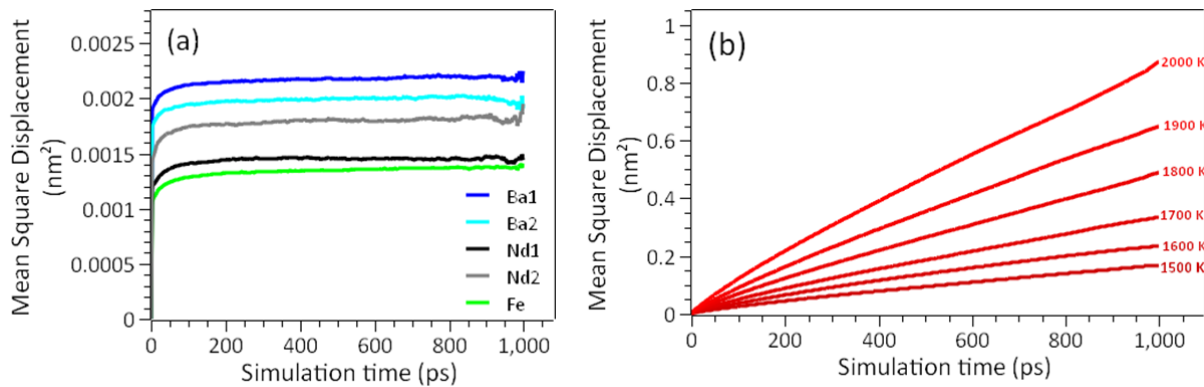 (a)
Mean Square Displacement
(nm²)
0.0025
0.002
0.0015
0.001
0.0005
0
0 200 400 600 800 1,000
Simulation time (ps)
Ba1
Ba2
Nd1
Nd2
Fe
(b)
Mean Square Displacement
(nm²)
1
0.8
0.6
0.4
0.2
0
0 200 400 600 800 1,000
Simulation time (ps)
2000 K
1900 K
1800 K
1700 K
1600 K
1500 K